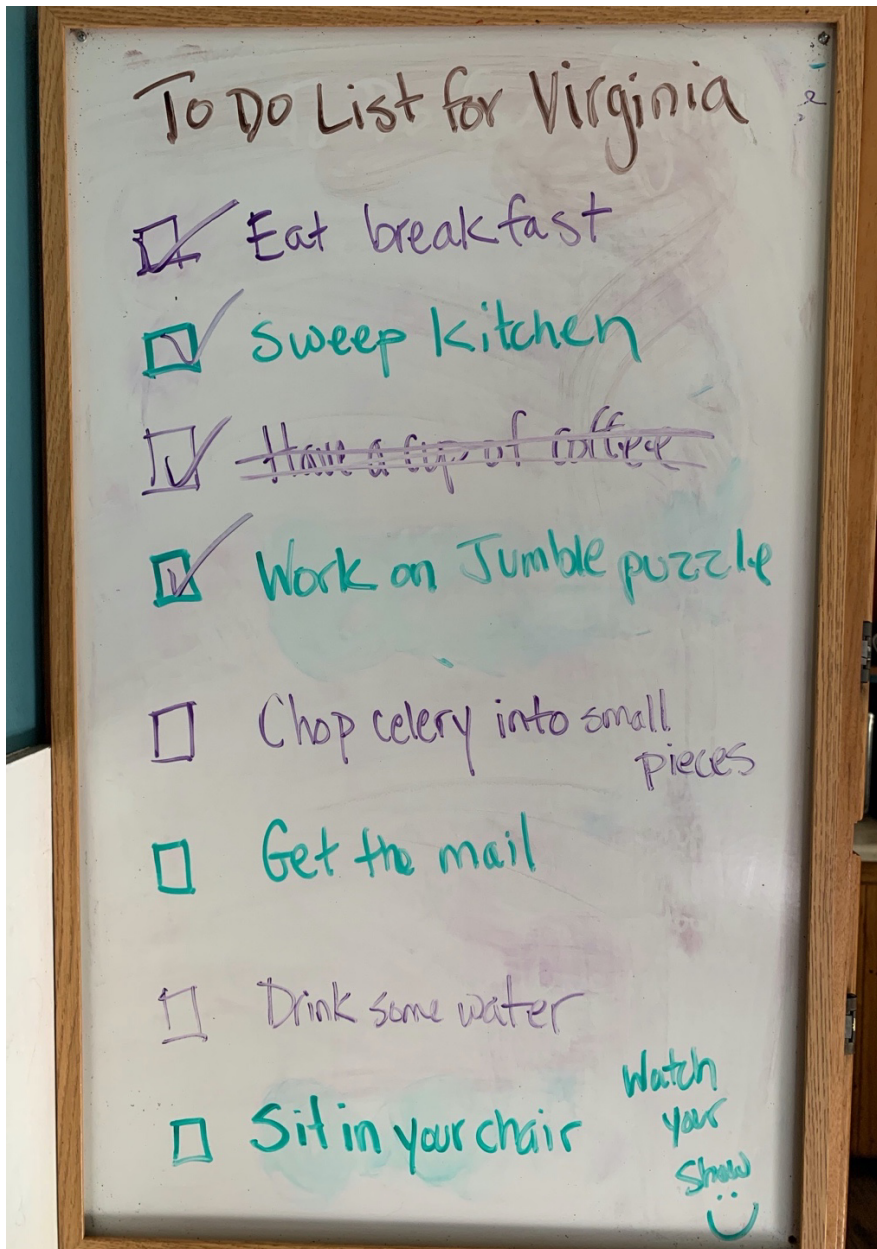 To Do List for Virginia
Eat breakfast
Sweep kitchen
Have a cup of coffee
Work on Jumble puzzle
Chop celery into small
pieces
Get the mail
Drink some water
Sit in your chair
Watch
your
Show